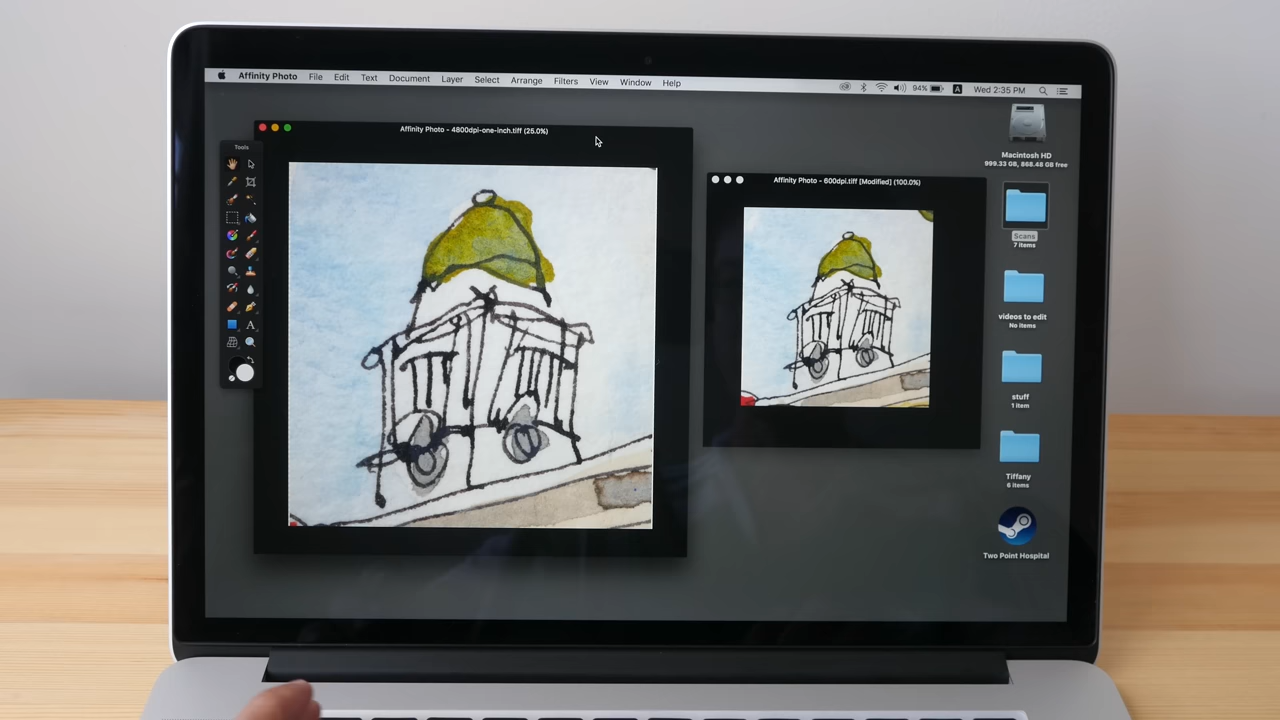 Affinity Photo File Edit Text Document Layer Select Arrange Filters View Window Help 94% A Wed 2:35 PM
Affinity Photo - 4800dpi-one-inch.tiff (25.0%)
Tools
A
Affinity Photo - 600dpi.tiff [Modified] (100.0%)
Macintosh HD
999.33 GB, 868.48 GB free
Scans
7 items
videos to edit
No items
stuff
1 item
Tiffany
6 items
Two Point Hospital